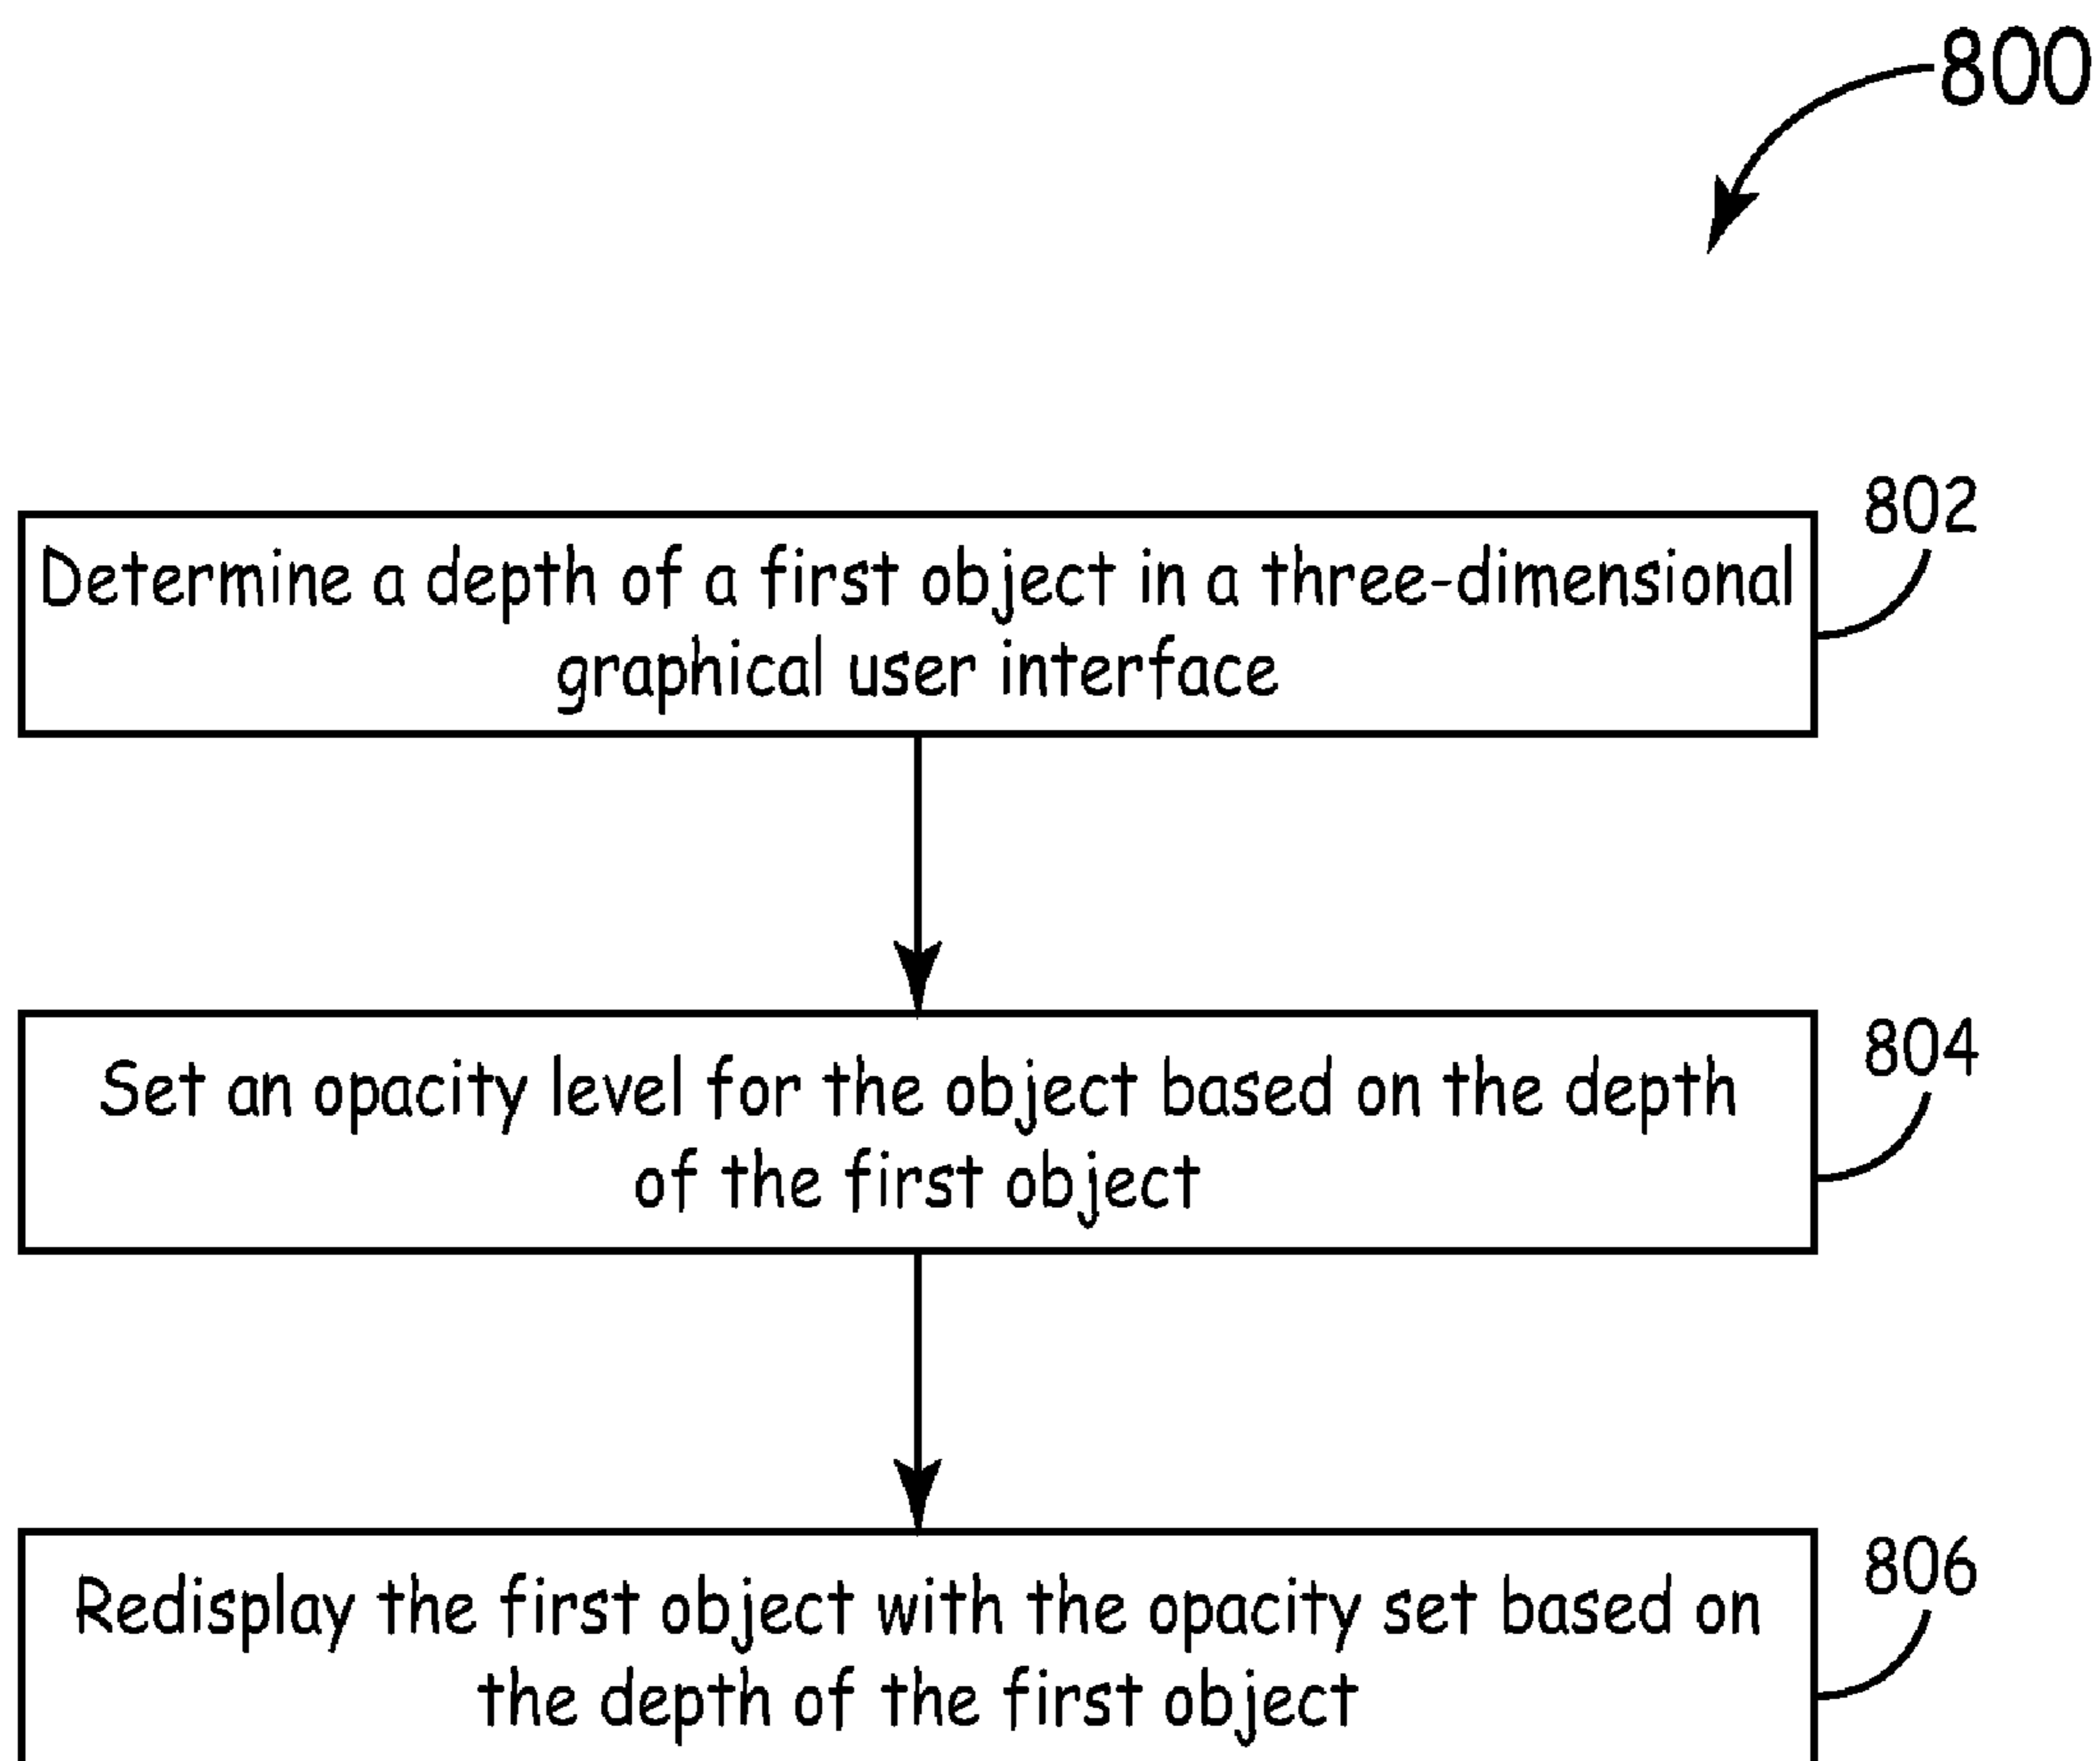 800
802
Determine a depth of a first object in a three-dimensional
graphical user interface
804
Set an opacity level for the object based on the depth
of the first object
806
Redisplay the first object with the opacity set based on
the depth of the first object